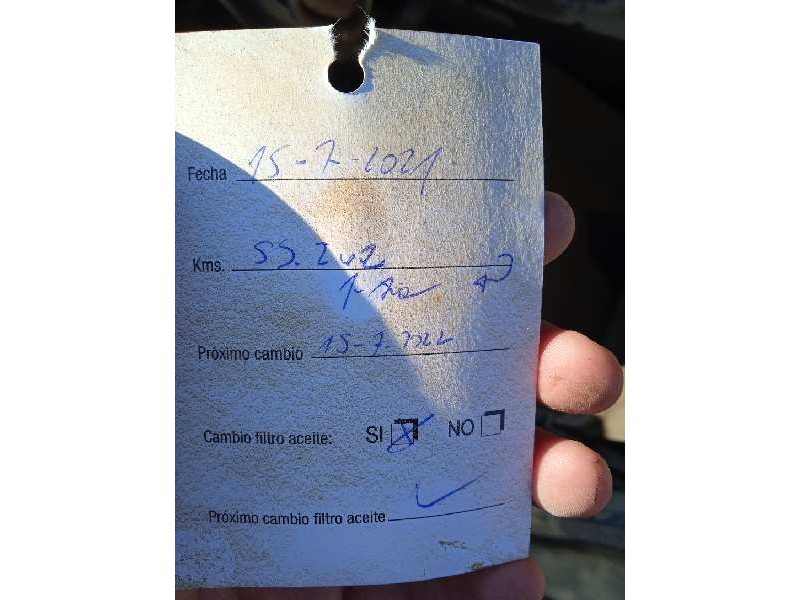 Fecha 15-7-2021
Kms. 55.242
1-Año
Próximo cambio 15-7-2022
Cambio filtro aceite: SI NO
Próximo cambio filtro aceite